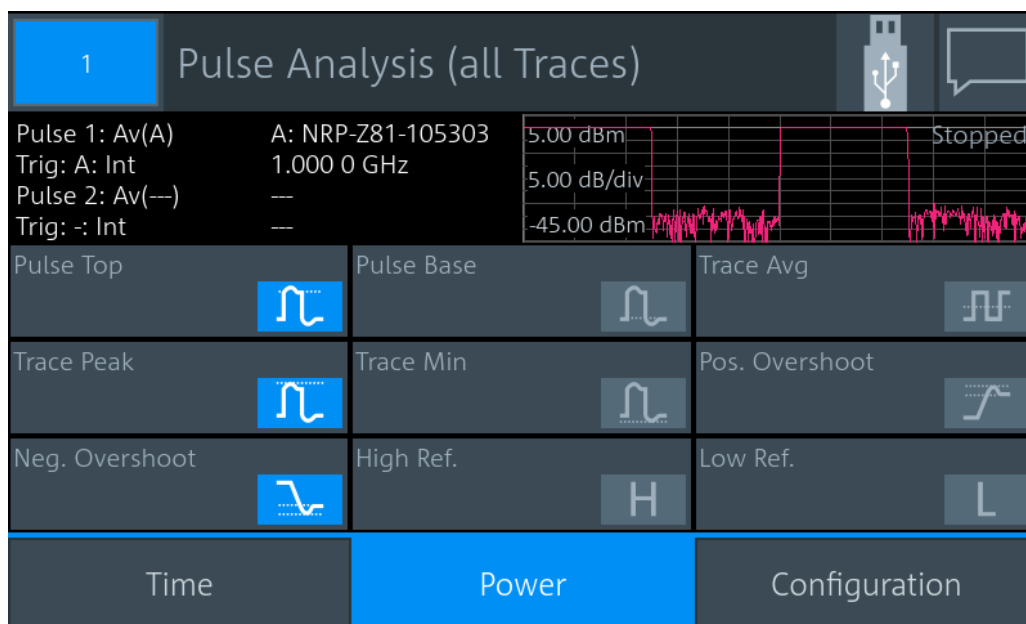 1
Pulse Analysis (all Traces)
Pulse 1: Av(A)
A: NRP-Z81-105303
Trig: A: Int
1.000 0 GHz
Pulse 2: Av(---)
---
Trig: -: Int
---
5.00 dBm
Stopped
5.00 dB/div
-45.00 dBm
Pulse Top
Pulse Base
Trace Avg
Trace Peak
Trace Min
Pos. Overshoot
Neg. Overshoot
High Ref.
H
Low Ref.
L
Time
Power
Configuration